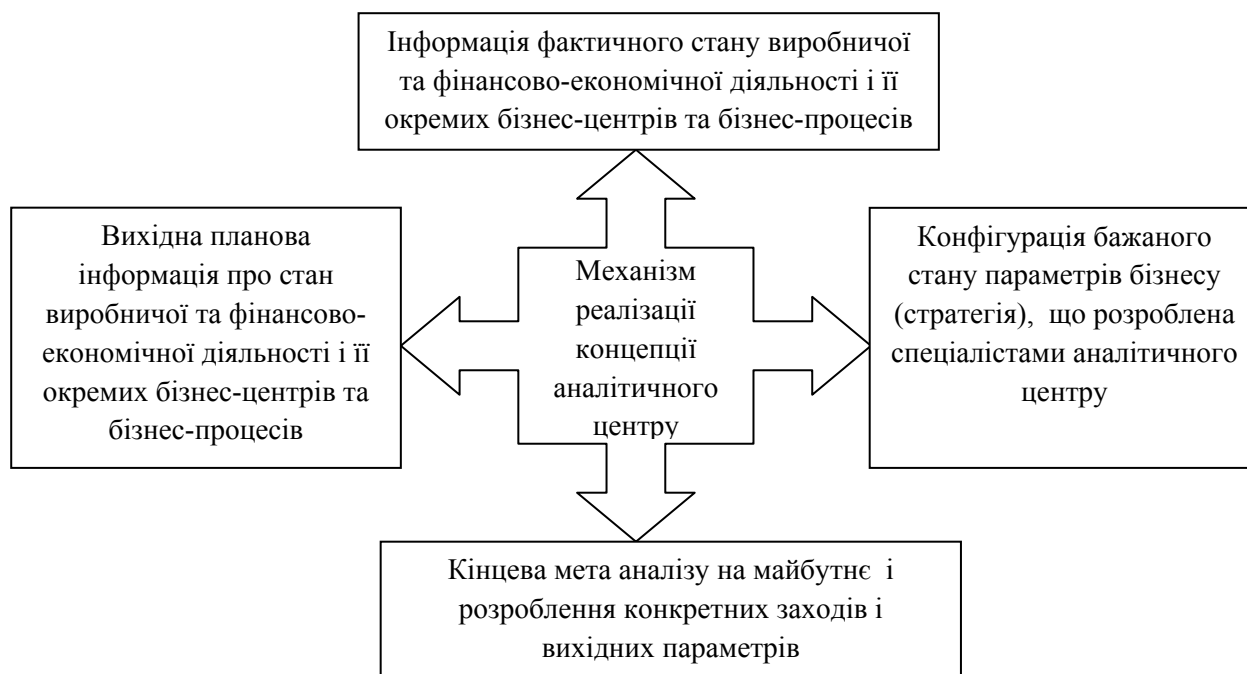 Інформація фактичного стану виробничої
та фінансово-економічної діяльності і її
окремих бізнес-центрів та бізнес-процесів
Вихідна планова
інформація про стан
виробничої та фінансово-
економічної діяльності і її
окремих бізнес-центрів та
бізнес-процесів
Механізм
реалізації
концепції
аналітичного
центру
Конфігурація бажаного
стану параметрів бізнесу
(стратегія), що розроблена
спеціалістами аналітичного
центру
Кінцева мета аналізу на майбутнє і
розроблення конкретних заходів і
вихідних параметрів